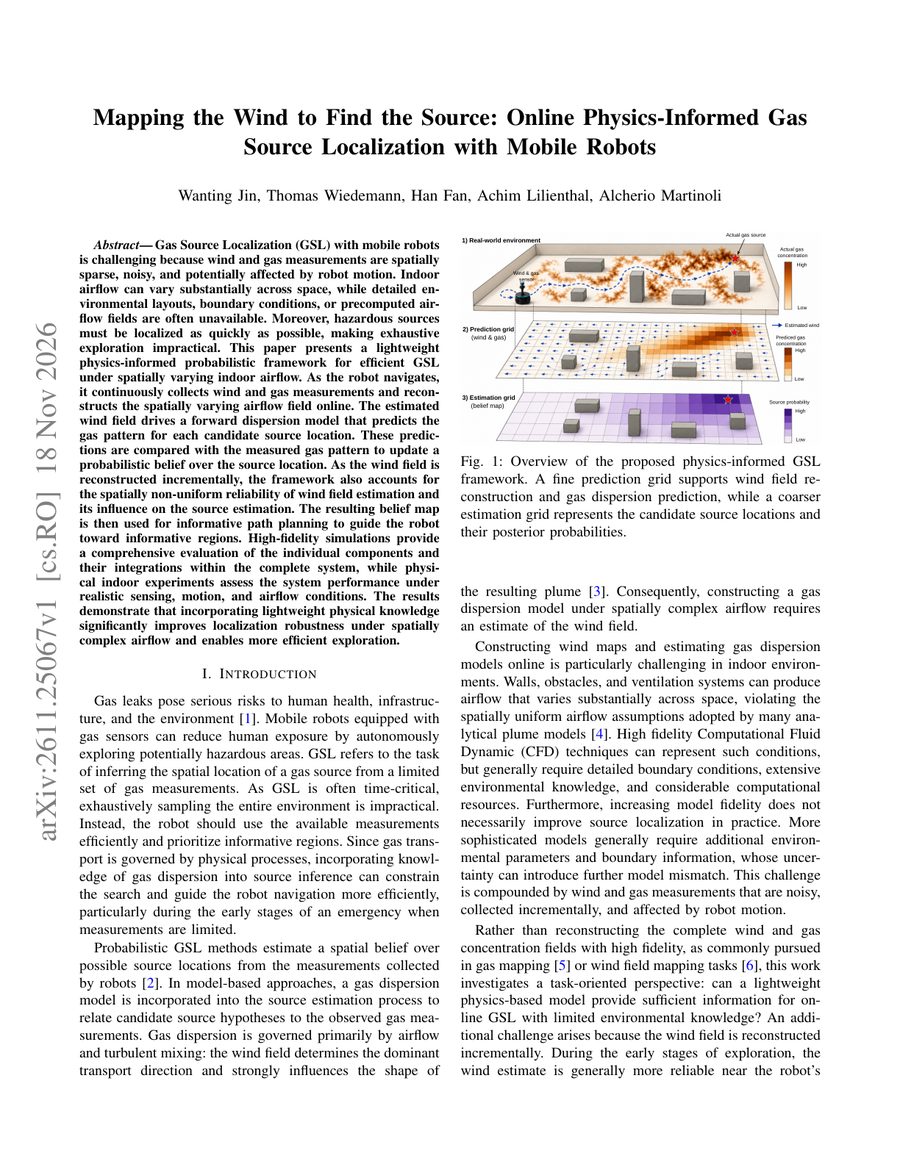 Mapping the Wind to Find the Source: Online Physics-Informed Gas
Source Localization with Mobile Robots
Wanting Jin, Thomas Wiedemann, Han Fan, Achim Lilienthal, Alcherio Martinoli
arXiv:2611.25067v1 [cs.RO] 18 Nov 2026
Abstract— Gas Source Localization (GSL) with mobile robots
is challenging because wind and gas measurements are spatially
sparse, noisy, and potentially affected by robot motion. Indoor
airflow can vary substantially across space, while detailed en-
vironmental layouts, boundary conditions, or precomputed air-
flow fields are often unavailable. Moreover, hazardous sources
must be localized as quickly as possible, making exhaustive
exploration impractical. This paper presents a lightweight
physics-informed probabilistic framework for efficient GSL
under spatially varying indoor airflow. As the robot navigates,
it continuously collects wind and gas measurements and recon-
structs the spatially varying airflow field online. The estimated
wind field drives a forward dispersion model that predicts the
gas pattern for each candidate source location. These predic-
tions are compared with the measured gas pattern to update a
probabilistic belief over the source location. As the wind field is
reconstructed incrementally, the framework also accounts for
the spatially non-uniform reliability of wind field estimation and
its influence on the source estimation. The resulting belief map
is then used for informative path planning to guide the robot
toward informative regions. High-fidelity simulations provide
a comprehensive evaluation of the individual components and
their integrations within the complete system, while physi-
cal indoor experiments assess the system performance under
realistic sensing, motion, and airflow conditions. The results
demonstrate that incorporating lightweight physical knowledge
significantly improves localization robustness under spatially
complex airflow and enables more efficient exploration.
I. INTRODUCTION
Gas leaks pose serious risks to human health, infrastruc-
ture, and the environment [1]. Mobile robots equipped with
gas sensors can reduce human exposure by autonomously
exploring potentially hazardous areas. GSL refers to the task
of inferring the spatial location of a gas source from a limited
set of gas measurements. As GSL is often time-critical,
exhaustively sampling the entire environment is impractical.
Instead, the robot should use the available measurements
efficiently and prioritize informative regions. Since gas trans-
port is governed by physical processes, incorporating knowl-
edge of gas dispersion into source inference can constrain
the search and guide the robot navigation more efficiently,
particularly during the early stages of an emergency when
measurements are limited.
Probabilistic GSL methods estimate a spatial belief over
possible source locations from the measurements collected
by robots [2]. In model-based approaches, a gas dispersion
model is incorporated into the source estimation process to
relate candidate source hypotheses to the observed gas mea-
surements. Gas dispersion is governed primarily by airflow
and turbulent mixing: the wind field determines the dominant
transport direction and strongly influences the shape of
1) Real-world environment
Actual gas source
Wind & gas
sensor
Actual gas
concentration
High
Low
2) Prediction grid
(wind & gas)
Estimated wind
Predicted gas
concentration
High
Low
3) Estimation grid
(belief map)
Source probability
High
Low
Fig. 1: Overview of the proposed physics-informed GSL
framework. A fine prediction grid supports wind field re-
construction and gas dispersion prediction, while a coarser
estimation grid represents the candidate source locations and
their posterior probabilities.
the resulting plume [3]. Consequently, constructing a gas
dispersion model under spatially complex airflow requires
an estimate of the wind field.
Constructing wind maps and estimating gas dispersion
models online is particularly challenging in indoor environ-
ments. Walls, obstacles, and ventilation systems can produce
airflow that varies substantially across space, violating the
spatially uniform airflow assumptions adopted by many ana-
lytical plume models [4]. High fidelity Computational Fluid
Dynamic (CFD) techniques can represent such conditions,
but generally require detailed boundary conditions, extensive
environmental knowledge, and considerable computational
resources. Furthermore, increasing model fidelity does not
necessarily improve source localization in practice. More
sophisticated models generally require additional environ-
mental parameters and boundary information, whose uncer-
tainty can introduce further model mismatch. This challenge
is compounded by wind and gas measurements that are noisy,
collected incrementally, and affected by robot motion.
Rather than reconstructing the complete wind and gas
concentration fields with high fidelity, as commonly pursued
in gas mapping [5] or wind field mapping tasks [6], this work
investigates a task-oriented perspective: can a lightweight
physics-based model provide sufficient information for on-
line GSL with limited environmental knowledge? An addi-
tional challenge arises because the wind field is reconstructed
incrementally. During the early stages of exploration, the
wind estimate is generally more reliable near the robot's